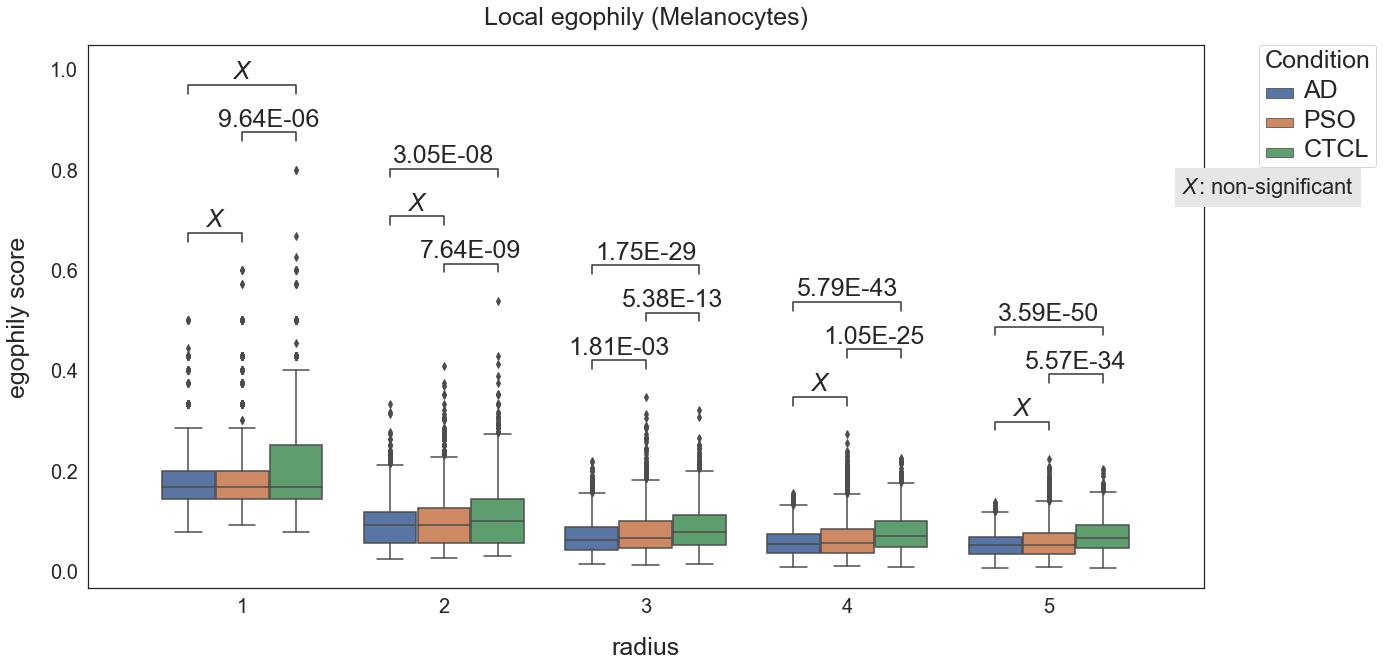 Local egophily (Melanocytes)
egophily score
1.0
0.8
0.6
0.4
0.2
0.0
X
9.64E-06
X
3.05E-08
X
7.64E-09
1.75E-29
5.38E-13
1.81E-03
5.79E-43
1.05E-25
X
3.59E-50
5.57E-34
X
1
2
3
4
5
radius
Condition
AD
PSO
CTCL
X: non-significant